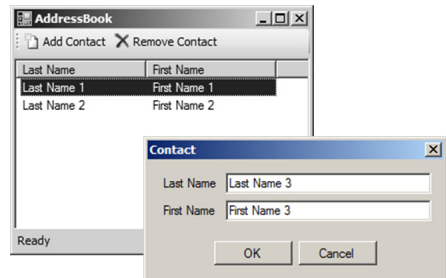 AddressBook
Add Contact Remove Contact
Last Name First Name
Last Name 1 First Name 1
Last Name 2 First Name 2
Contact
Last Name Last Name 3
First Name First Name 3
Ready
OK Cancel